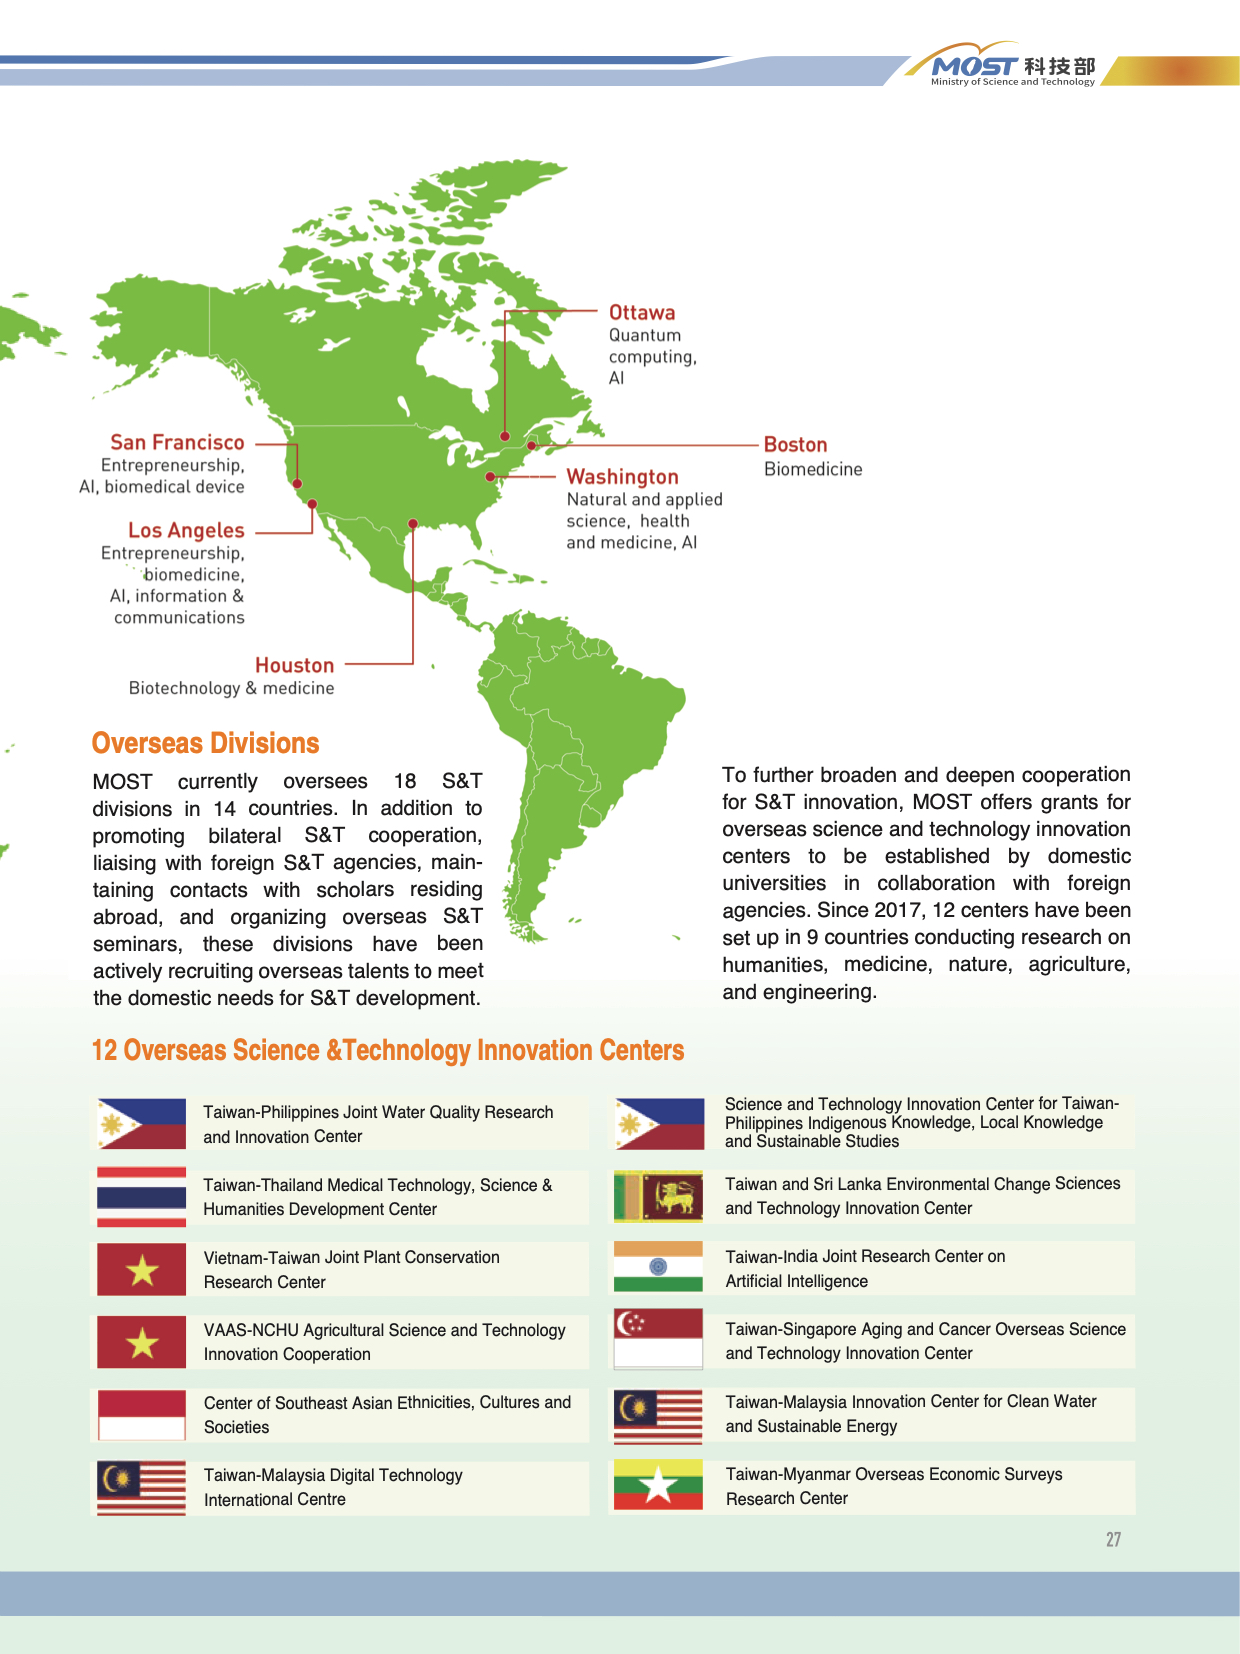 MOST 科技部
Ministry of Science and Technology
Ottawa
Quantum
computing,
AI
San Francisco
Entrepreneurship,
AI, biomedical device
Boston
Biomedicine
Washington
Natural and applied
science, health
and medicine, AI
Los Angeles
Entrepreneurship,
biomedicine,
AI, information &
communications
Houston
Biotechnology & medicine
Overseas Divisions
MOST currently oversees 18 S&T
divisions in 14 countries. In addition to
promoting bilateral S&T cooperation,
liaising with foreign S&T agencies, main-
taining contacts with scholars residing
abroad, and organizing overseas S&T
seminars, these divisions have been
actively recruiting overseas talents to meet
the domestic needs for S&T development.
To further broaden and deepen cooperation
for S&T innovation, MOST offers grants for
overseas science and technology innovation
centers to be established by domestic
universities in collaboration with foreign
agencies. Since 2017, 12 centers have been
set up in 9 countries conducting research on
humanities, medicine, nature, agriculture,
and engineering.
12 Overseas Science &Technology Innovation Centers
Taiwan-Philippines Joint Water Quality Research
and Innovation Center
Science and Technology Innovation Center for Taiwan-
Philippines Indigenous Knowledge, Local Knowledge
and Sustainable Studies
Taiwan-Thailand Medical Technology, Science &
Humanities Development Center
Taiwan and Sri Lanka Environmental Change Sciences
and Technology Innovation Center
Vietnam-Taiwan Joint Plant Conservation
Research Center
Taiwan-India Joint Research Center on
Artificial Intelligence
VAAS-NCHU Agricultural Science and Technology
Innovation Cooperation
Taiwan-Singapore Aging and Cancer Overseas Science
and Technology Innovation Center
Center of Southeast Asian Ethnicities, Cultures and
Societies
Taiwan-Malaysia Innovation Center for Clean Water
and Sustainable Energy
Taiwan-Malaysia Digital Technology
International Centre
Taiwan-Myanmar Overseas Economic Surveys
Research Center
27